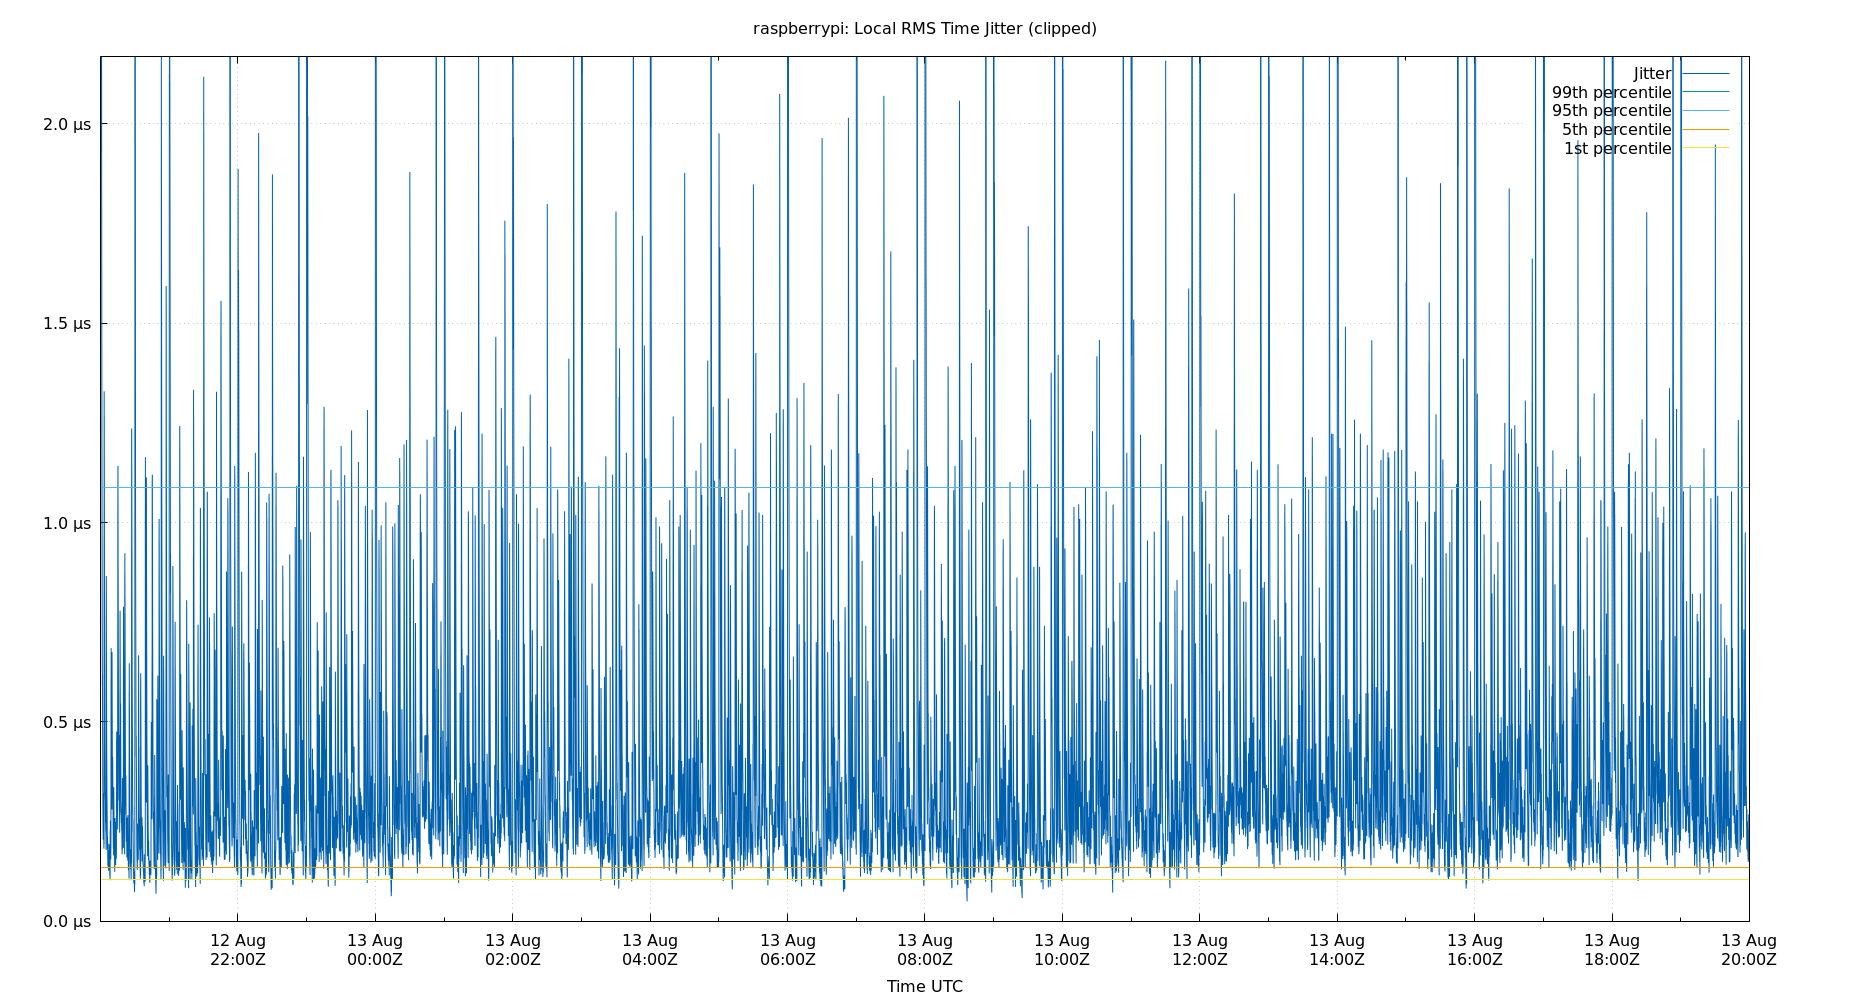 raspberrypi: Local RMS Time Jitter (clipped)
Jitter
99th percentile
95th percentile
5th percentile
1st percentile
2.0 µs
1.5 µs
1.0 µs
0.5 µs
0.0 µs
12 Aug 13 Aug 13 Aug 13 Aug 13 Aug 13 Aug 13 Aug 13 Aug 13 Aug 13 Aug 13 Aug 13 Aug
22:00Z 00:00Z 02:00Z 04:00Z 06:00Z 08:00Z 10:00Z 12:00Z 14:00Z 16:00Z 18:00Z 20:00Z
Time UTC